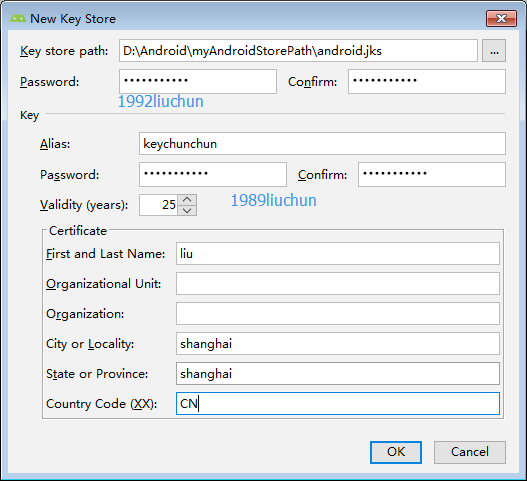 New Key Store
Key store path: D:\Android\myAndroidStorePath\android.jks ...
Password: ••••••••••• Confirm: •••••••••••
1992liuchun
Key
Alias: keychunchun
Password: ••••••••••• Confirm: •••••••••••
Validity (years): 25 1989liuchun
Certificate
First and Last Name: liu
Organizational Unit:
Organization:
City or Locality: shanghai
State or Province: shanghai
Country Code (XX): CN
OK Cancel